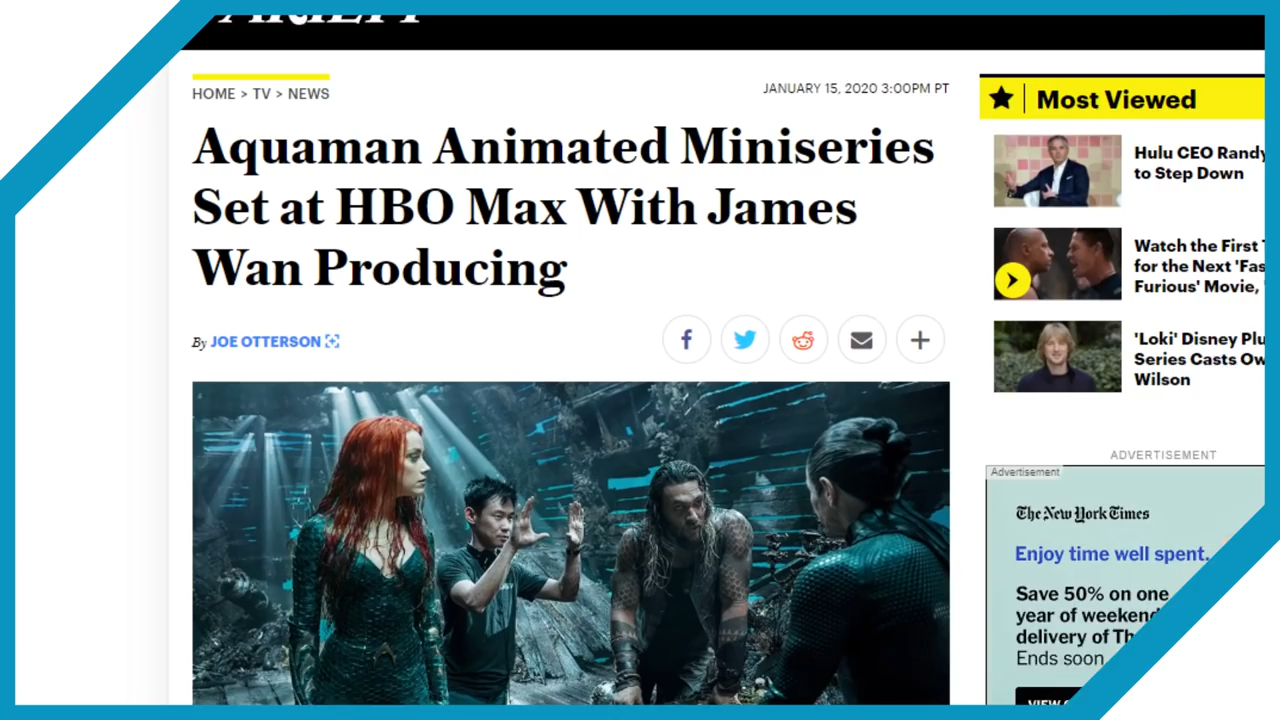 VARIETY
HOME > TV > NEWS
JANUARY 15, 2020 3:00PM PT
Aquaman Animated Miniseries
Set at HBO Max With James
Wan Producing
By JOE OTTERSON
Most Viewed
Hulu CEO Randy
to Step Down
Watch the First
for the Next 'Fas
Furious' Movie,
'Loki' Disney Plu
Series Casts Ow
Wilson
ADVERTISEMENT
Advertisement
The New York Times
Enjoy time well spent.
Save 50% on one
year of weekend
delivery of Th
Ends soon
VIEW